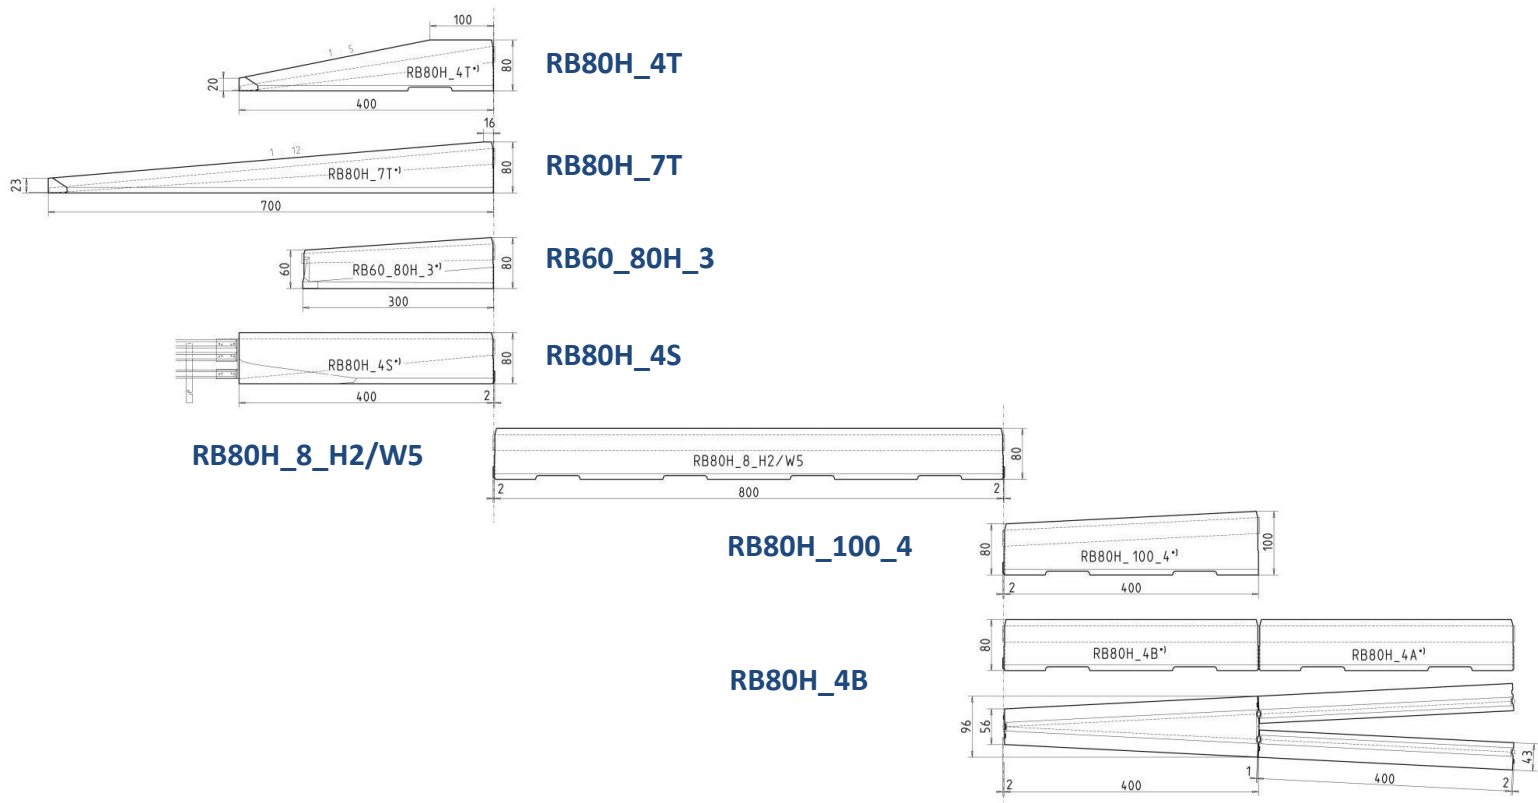 100
1 : 5
RB80H_4T*)
80
20
400
RB80H_4T
16
1 : 12
RB80H_7T*)
80
23
700
RB80H_7T
60
RB60_80H_3*)
80
300
RB60_80H_3
RB80H_4S*)
80
400
2
RB80H_4S
RB80H_8_H2/W5
RB80H_8_H2/W5
80
2
800
2
RB80H_100_4
80
RB80H_100_4*)
100
2
400
80
RB80H_4B*)
RB80H_4A*)
RB80H_4B
96
56
43
2
400
1
400
2